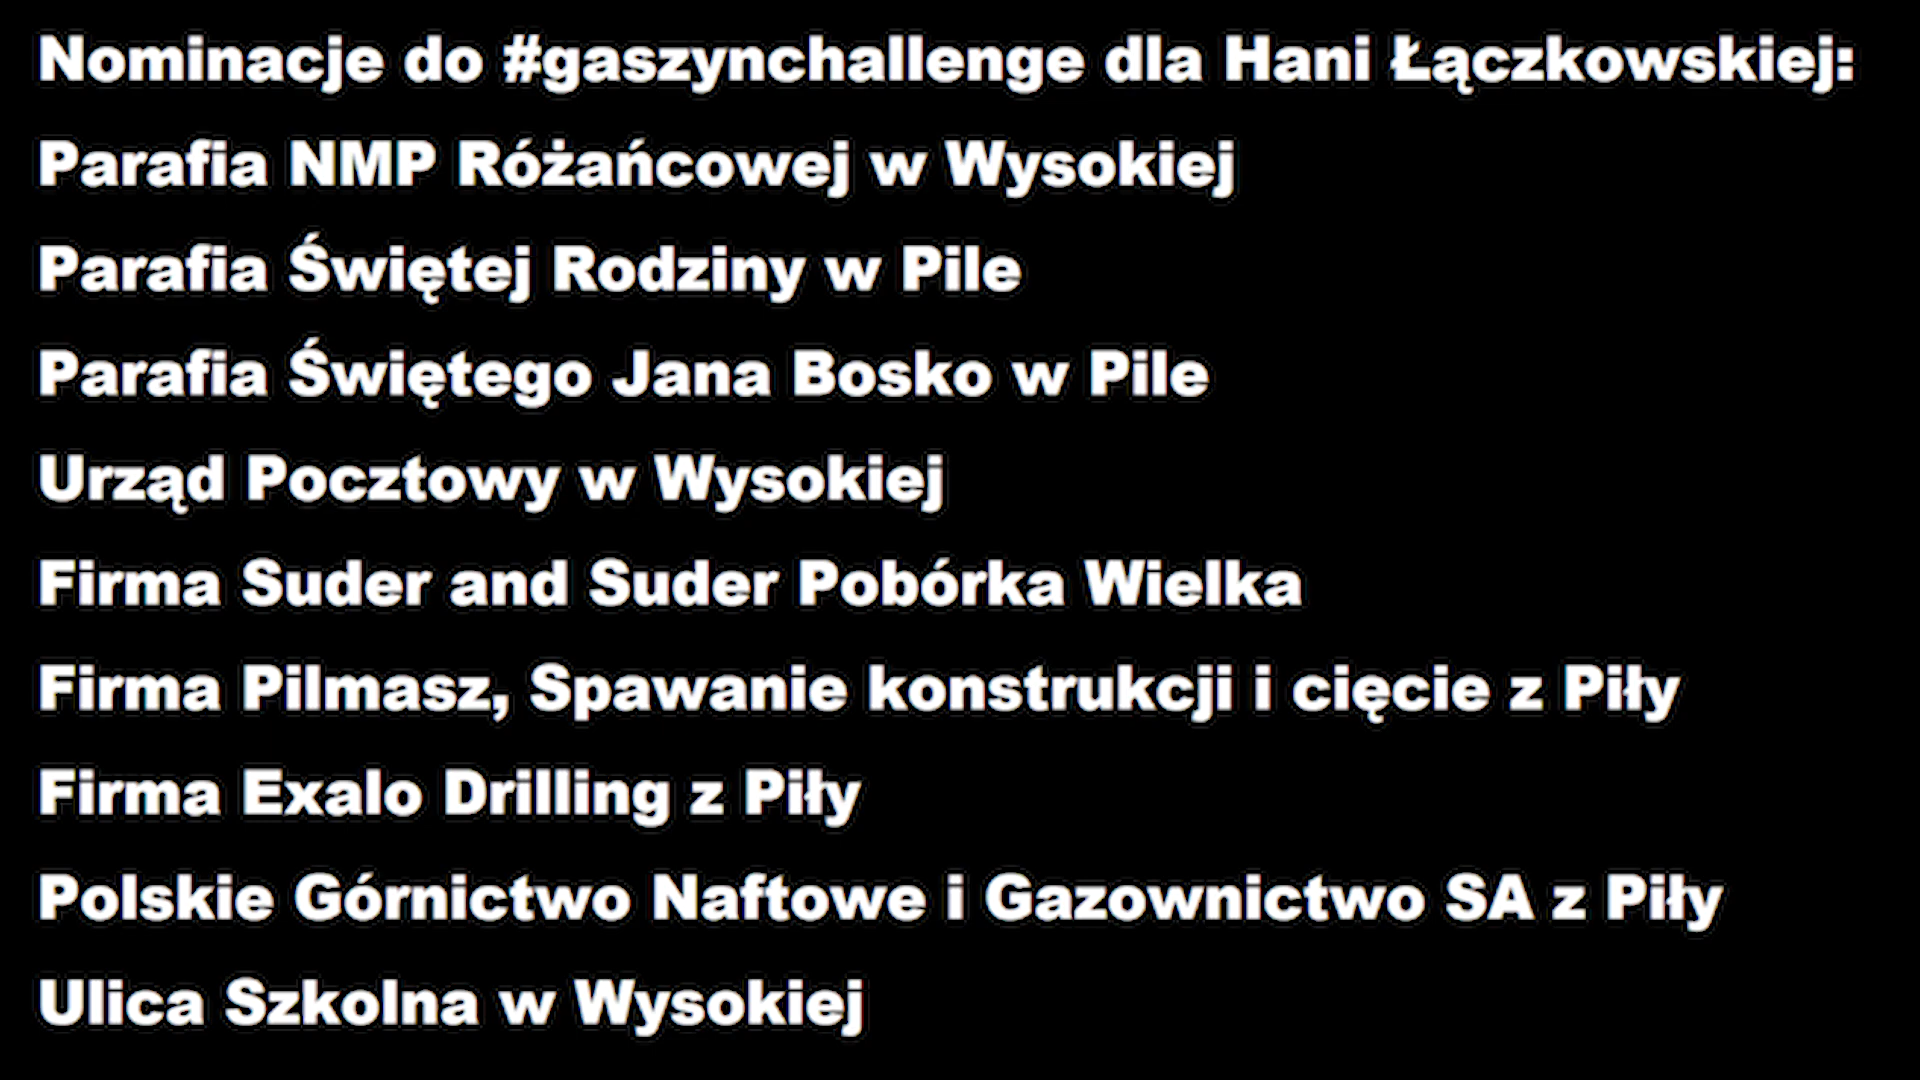 Nominacje do #gaszynchallenge dla Hani Łączkowskiej:
Parafia NMP Różańcowej w Wysokiej
Parafia Świętej Rodziny w Pile
Parafia Świętego Jana Bosko w Pile
Urząd Pocztowy w Wysokiej
Firma Suder and Suder Pobórka Wielka
Firma Pilmasz, Spawanie konstrukcji i cięcie z Piły
Firma Exalo Drilling z Piły
Polskie Górnictwo Naftowe i Gazownictwo SA z Piły
Ulica Szkolna w Wysokiej